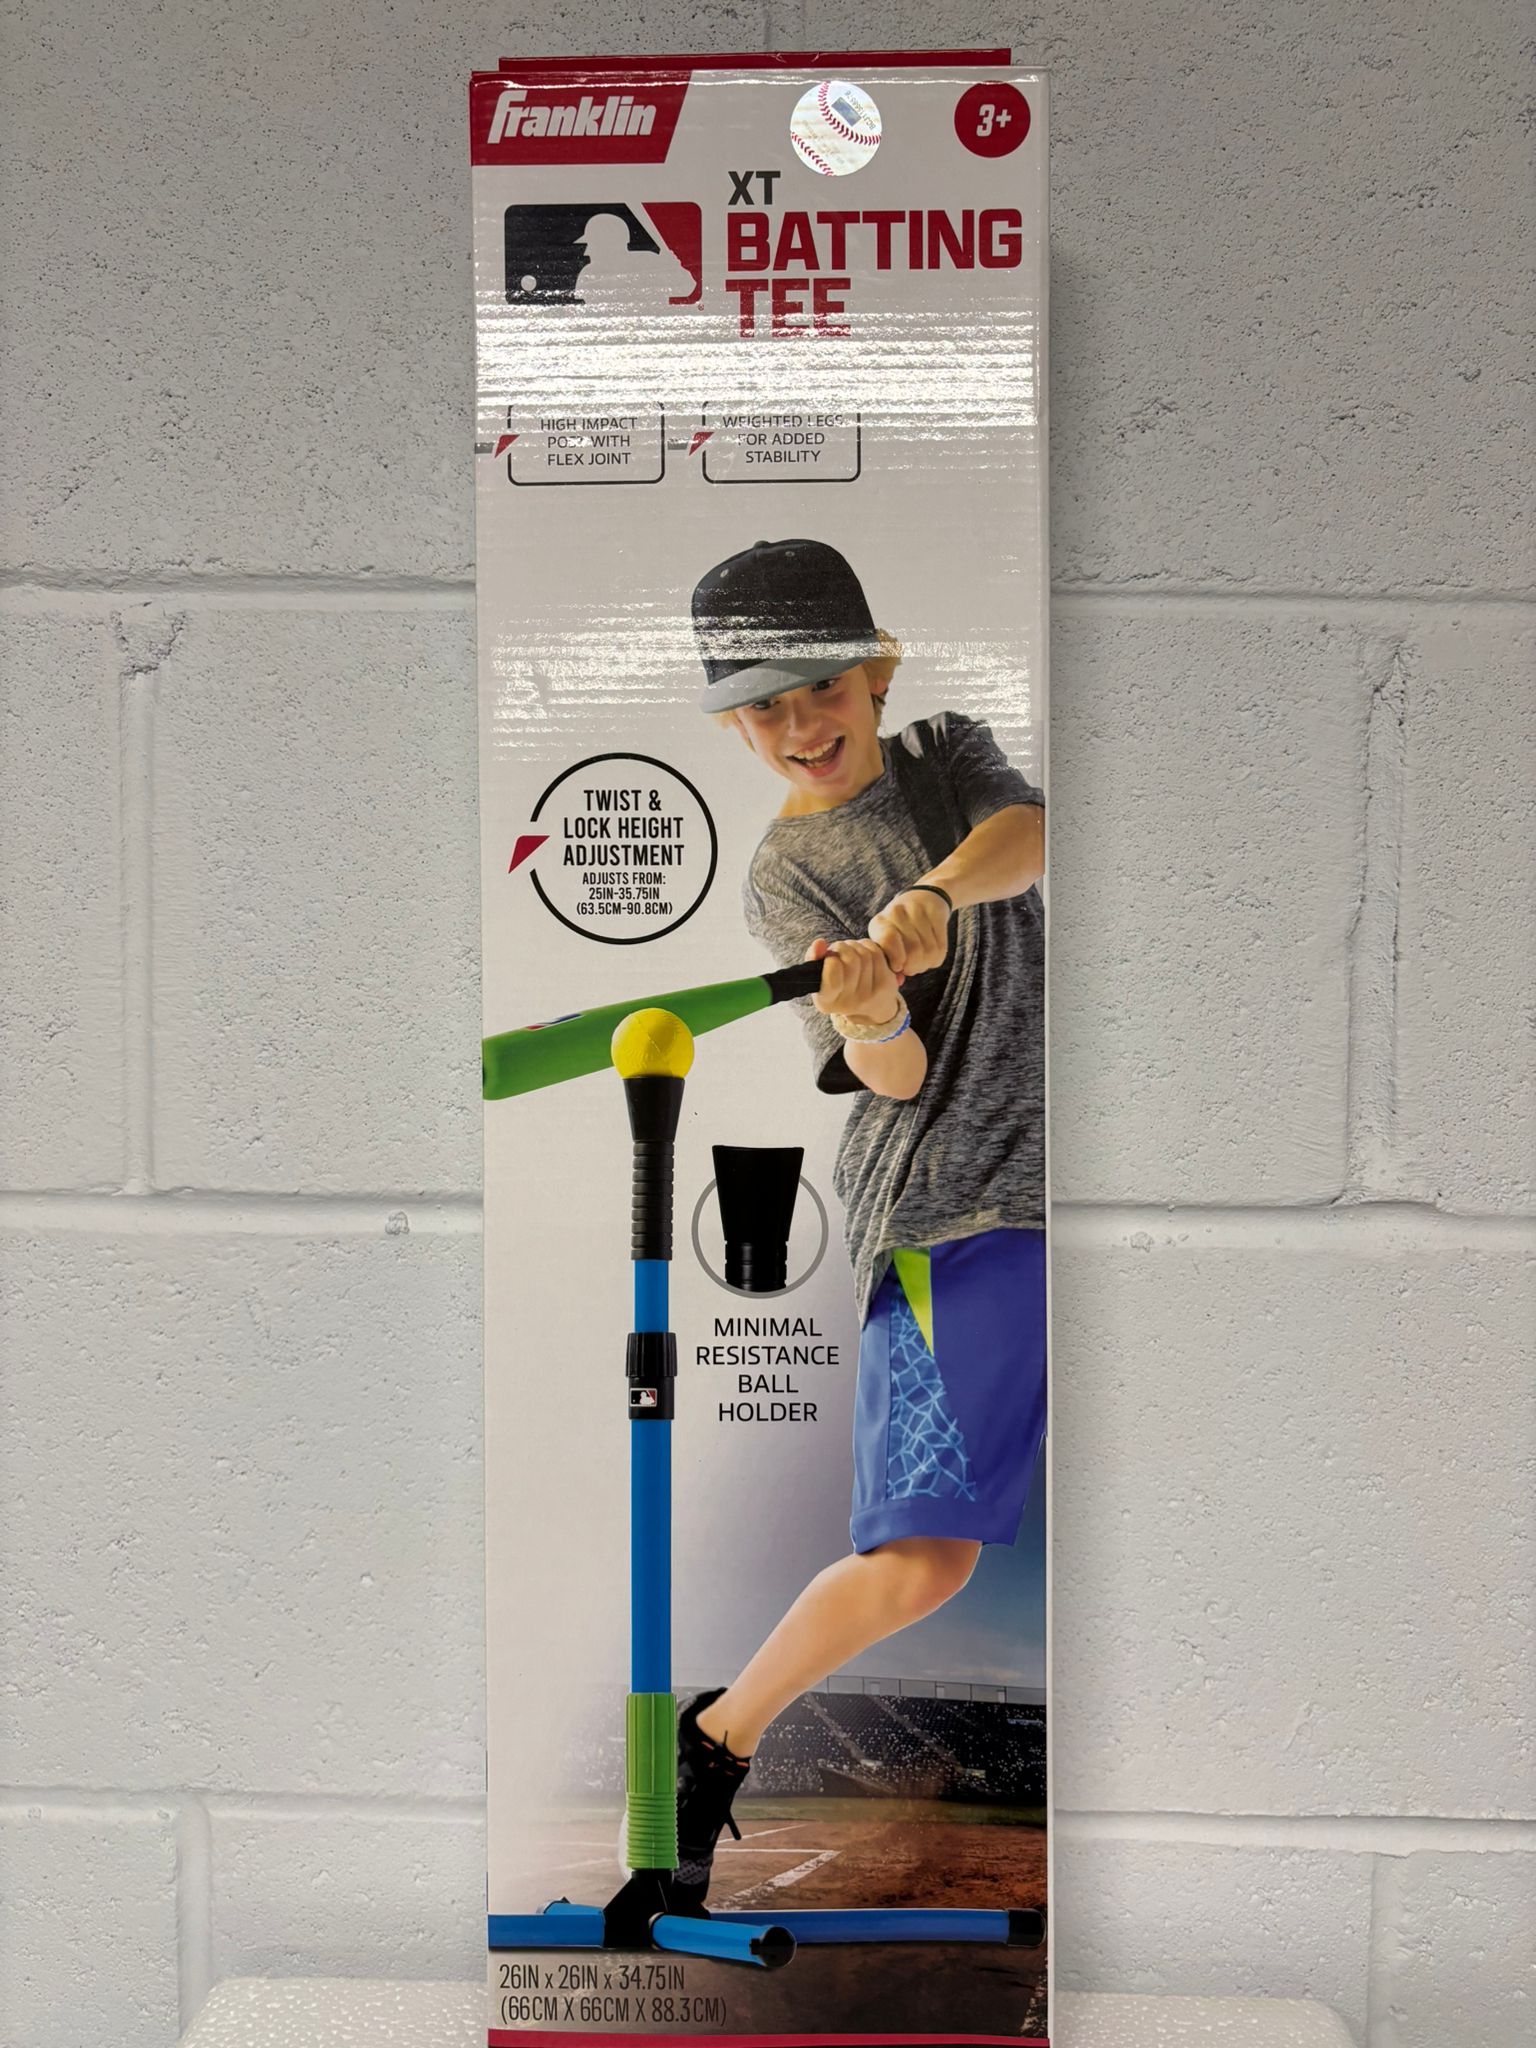 Franklin
3+
XT
BATTING
TEE
HIGH IMPACT
POST WITH
FLEX JOINT
WEIGHTED LEGS
FOR ADDED
STABILITY
TWIST &
LOCK HEIGHT
ADJUSTMENT
ADJUSTS FROM:
25IN-35.75IN
(63.5CM-90.8CM)
MINIMAL
RESISTANCE
BALL
HOLDER
26IN x 26IN x 34.75IN
(66CM X 66CM X 88.3CM)